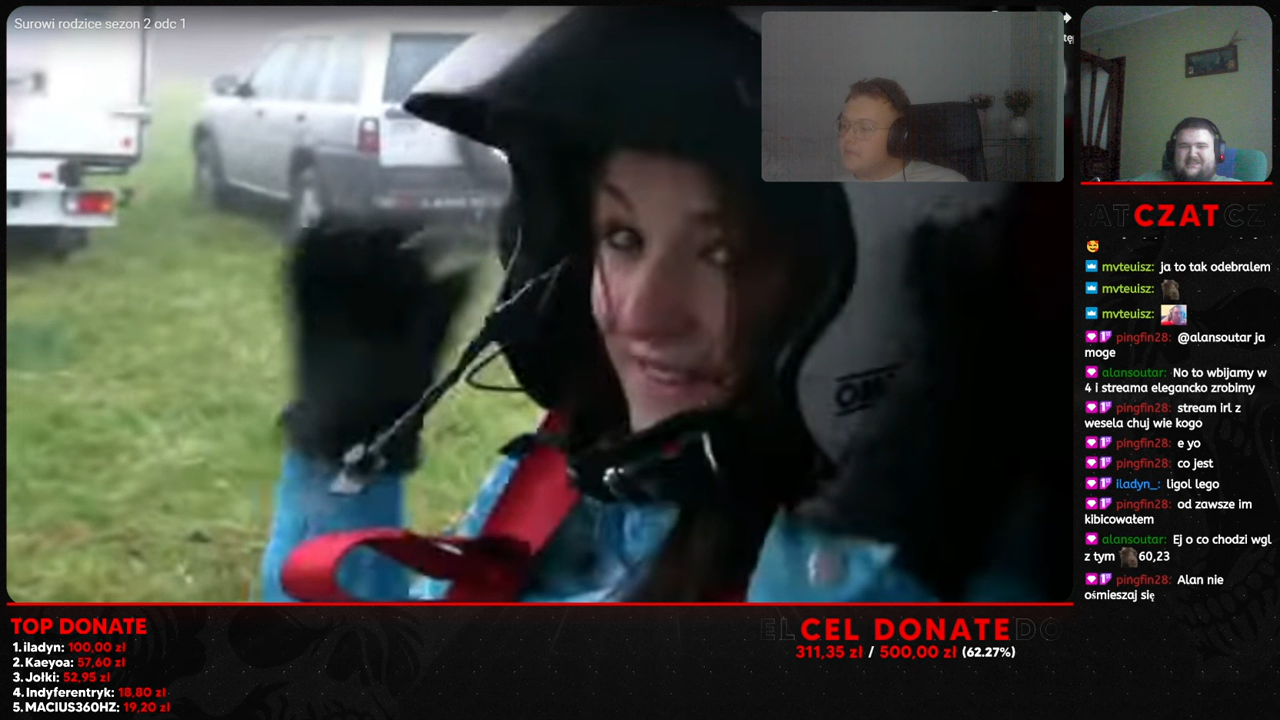 Surowi rodzice sezon 2 odc 1
CZAT
mvteuisz: ja to tak odebralem
mvteuisz:
mvteuisz:
pingfin28: @alansoutar ja
moge
alansoutar: No to wbijamy w
4 i streama elegancko zrobimy
pingfin28: stream irl z
wesela chuj wie kogo
pingfin28: e yo
pingfin28: co jest
iladyn_: ligol lego
pingfin28: od zawsze im
kibicowałem
alansoutar: Ej o co chodzi wgl
z tym 60,23
pingfin28: Alan nie
ośmieszaj się
TOP DONATE
1. iladyn: 100,00 zł
2. Kaeyoa: 57,60 zł
3. Jołki: 52,95 zł
4. Indyferentryk: 18,80 zł
5. MACIUS360HZ: 19,20 zł
CEL DONATE
311,35 zł / 500,00 zł (62.27%)